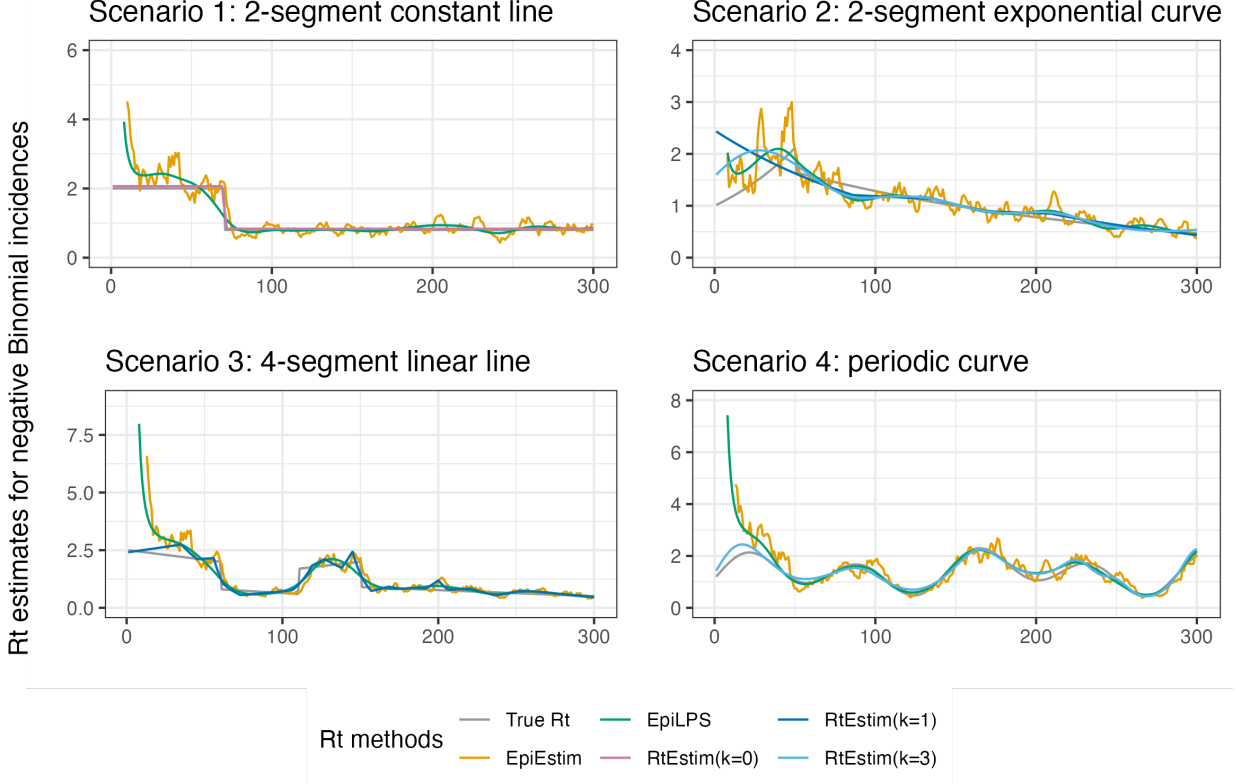 Scenario 1: 2-segment constant line
Scenario 2: 2-segment exponential curve
Rt estimates for negative Binomial incidences
6
4
2
0
0 100 200 300
4
3
2
1
0
0 100 200 300
Scenario 3: 4-segment linear line
Scenario 4: periodic curve
7.5
5.0
2.5
0.0
0 100 200 300
8
6
4
2
0
0 100 200 300
Rt methods
True Rt EpiLPS RtEstim(k=1)
EpiEstim RtEstim(k=0) RtEstim(k=3)